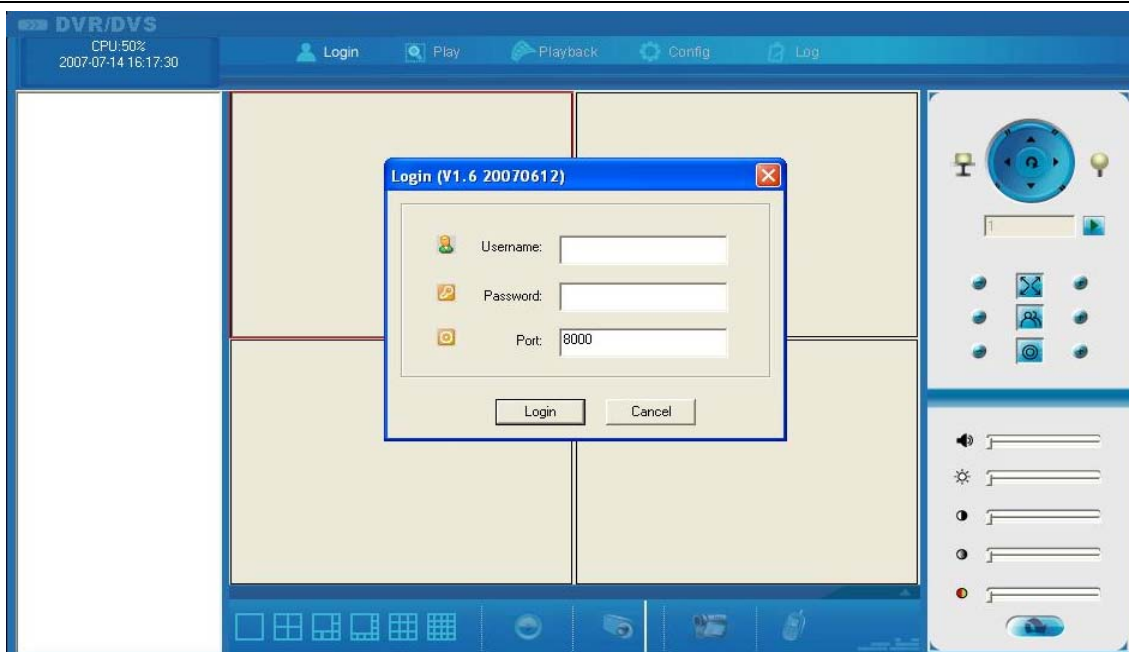 DVR/DVS
CPU:50%
2007-07-14 16:17:30
Login Play Playback Config Log
Login (V1.6 20070612)
Username:
Password:
Port: 8000
Login Cancel
1